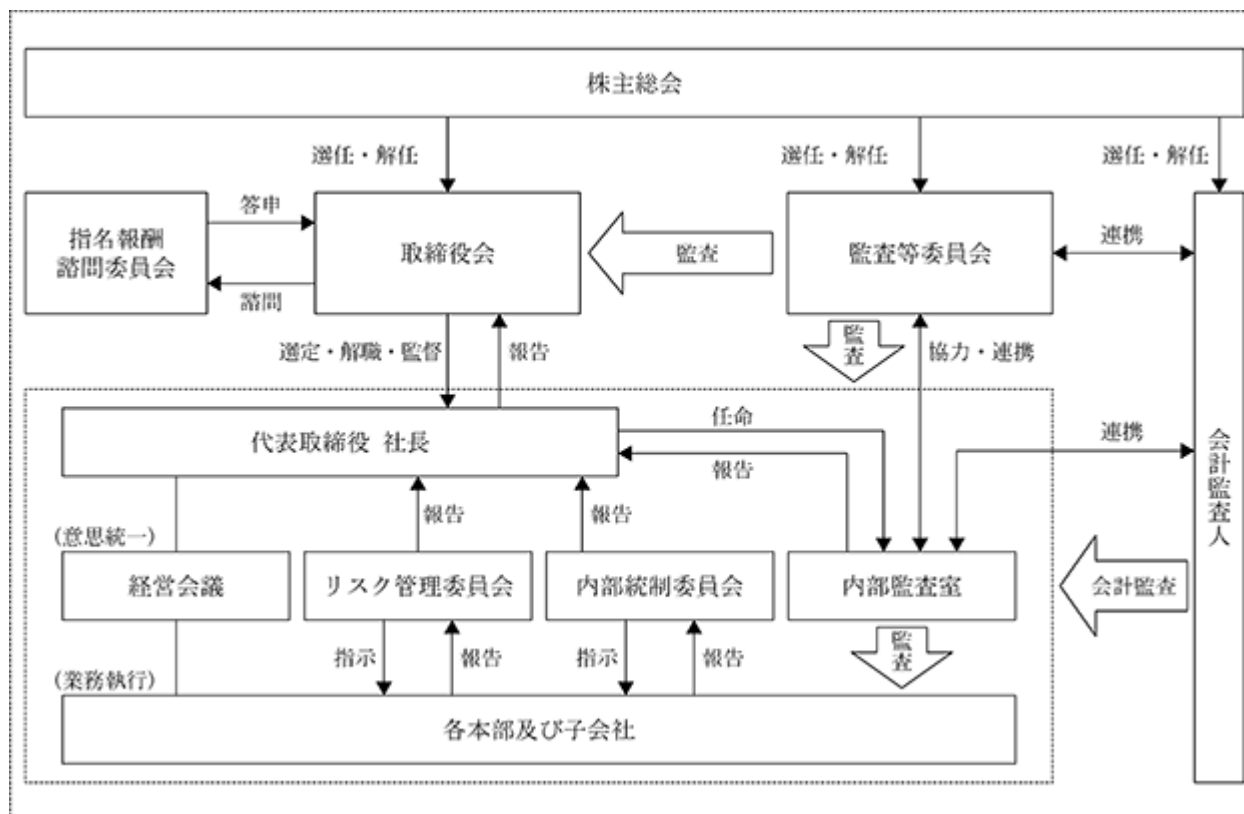 株主総会
選任・解任
選任・解任
選任・解任
指名報酬
諮問委員会
答申
諮問
取締役会
監査
監査等委員会
連携
選定・解職・監督
報告
監査
協力・連携
代表取締役 社長
任命
報告
連携
会計監査人
(意思統一)
報告
報告
経営会議
リスク管理委員会
内部統制委員会
内部監査室
会計監査
(業務執行)
指示
報告
指示
報告
監査
各本部及び子会社